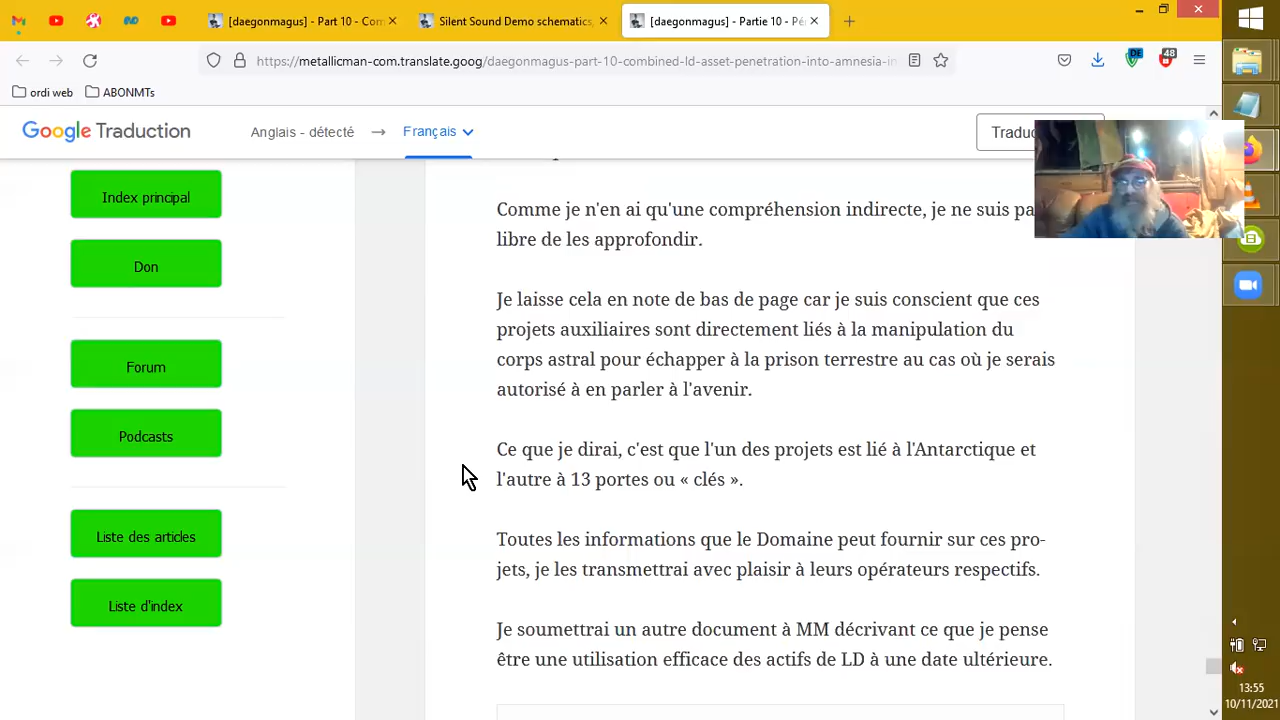 [daegonmagus] - Part 10 - Com
Silent Sound Demo schematics,
[daegonmagus] - Partie 10 - Pé
https://metallicman-com.translate.goog/daegonmagus-part-10-combined-ld-asset-penetration-into-amnesia-in
DE
48
ordi web
ABONMTs
Google Traduction
Anglais - détecté
Français
Traduc
Index principal
Don
Forum
Podcasts
Liste des articles
Liste d'index
Comme je n'en ai qu'une compréhension indirecte, je ne suis pa
libre de les approfondir.
Je laisse cela en note de bas de page car je suis conscient que ces
projets auxiliaires sont directement liés à la manipulation du
corps astral pour échapper à la prison terrestre au cas où je serais
autorisé à en parler à l'avenir.
Ce que je dirai, c'est que l'un des projets est lié à l'Antarctique et
l'autre à 13 portes ou « clés ».
Toutes les informations que le Domaine peut fournir sur ces pro-
jets, je les transmettrai avec plaisir à leurs opérateurs respectifs.
Je soumettrai un autre document à MM décrivant ce que je pense
être une utilisation efficace des actifs de LD à une date ultérieure.
13:55
10/11/2021